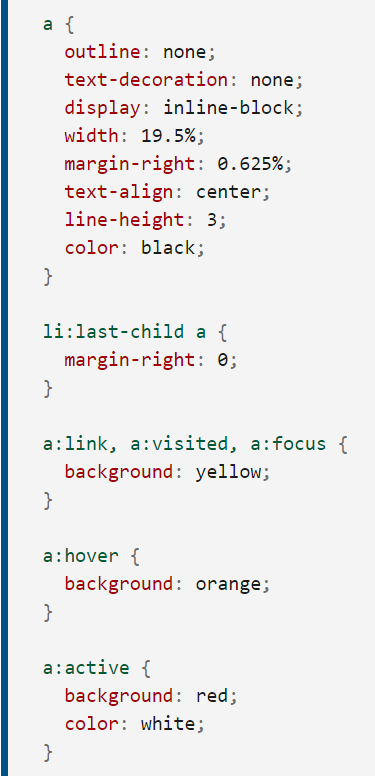 a {
  outline: none;
  text-decoration: none;
  display: inline-block;
  width: 19.5%;
  margin-right: 0.625%;
  text-align: center;
  line-height: 3;
  color: black;
}

li:last-child a {
  margin-right: 0;
}

a:link, a:visited, a:focus {
  background: yellow;
}

a:hover {
  background: orange;
}

a:active {
  background: red;
  color: white;
}